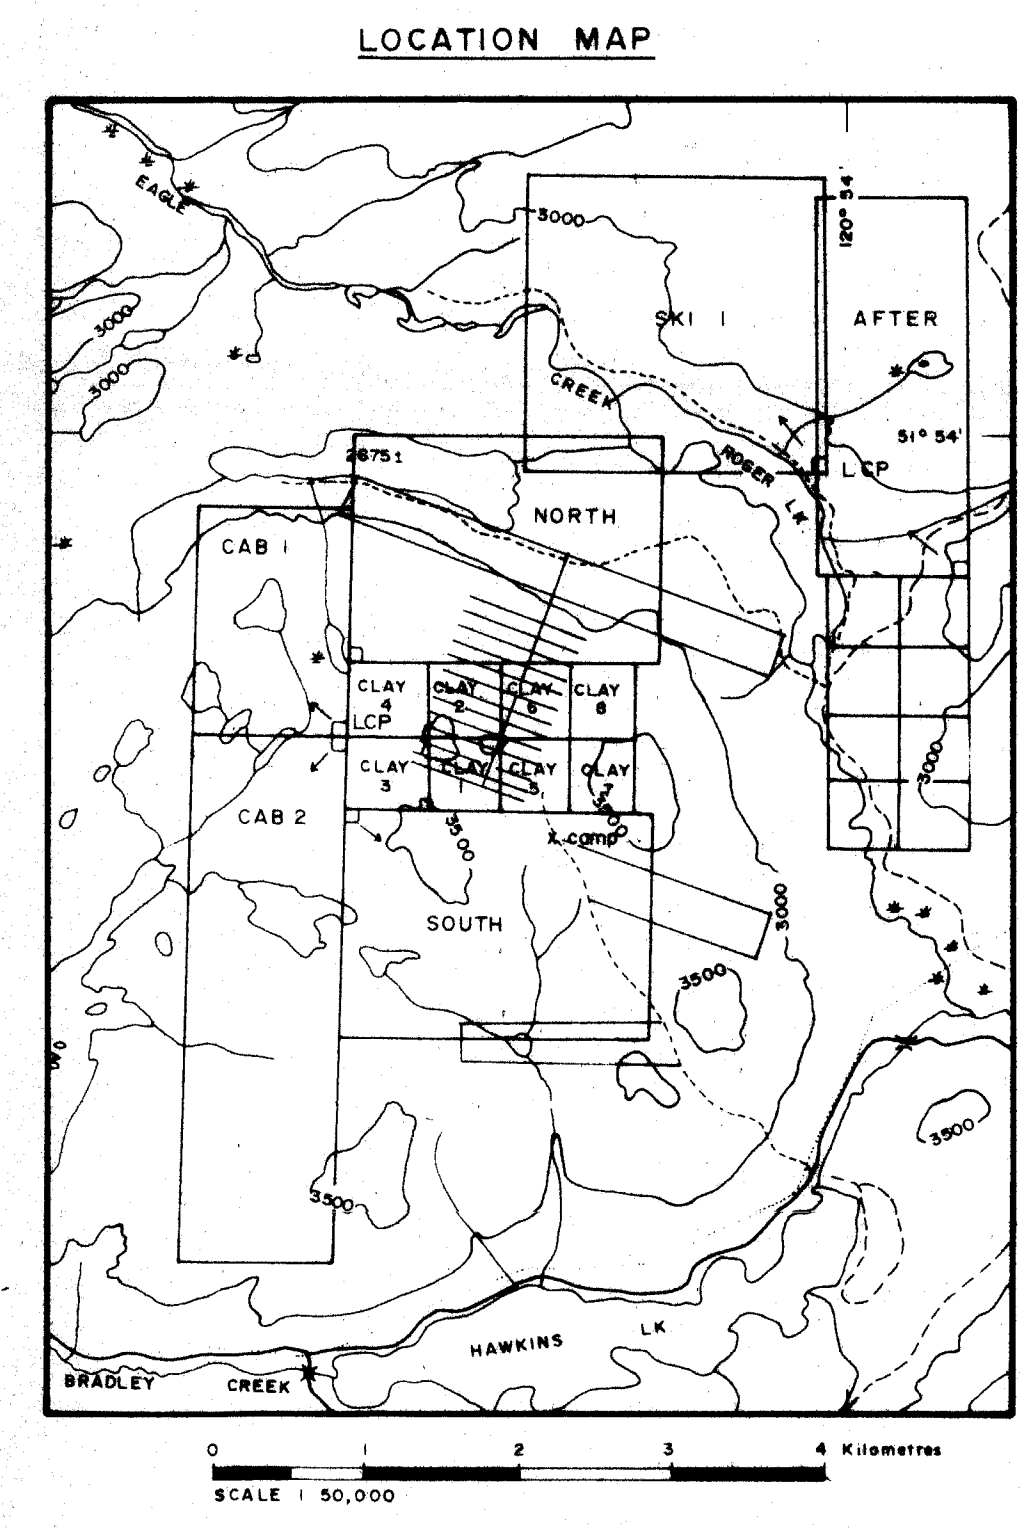 LOCATION MAP
EAGLE
3000
120° 54'
3000
3000
SKI 1
AFTER
CREEK
51° 54'
ROGER
LK
LCP
NORTH
CAB 1
CLAY
4
CLAY
2
CLAY
6
CLAY
8
LCP
CLAY
3
CLAY
1
CLAY
5
CLAY
7
3000
CAB 2
3500
3500
X camp
SOUTH
3000
3500
3500
3500
HAWKINS
LK
BRADLEY
CREEK
0 1 2 3 4 Kilometres
SCALE 1 50,000